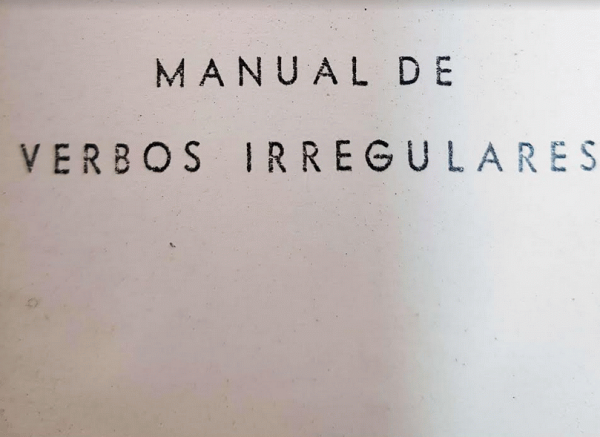 MANUAL DE
VERBOS IRREGULARES